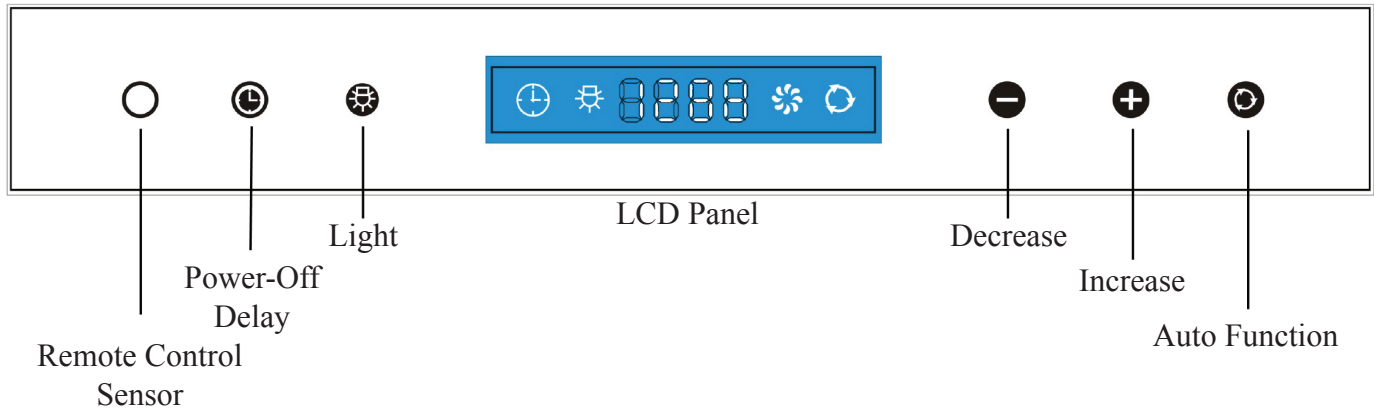 LCD Panel
Light
Decrease
Power-Off
Delay
Increase
Remote Control
Sensor
Auto Function